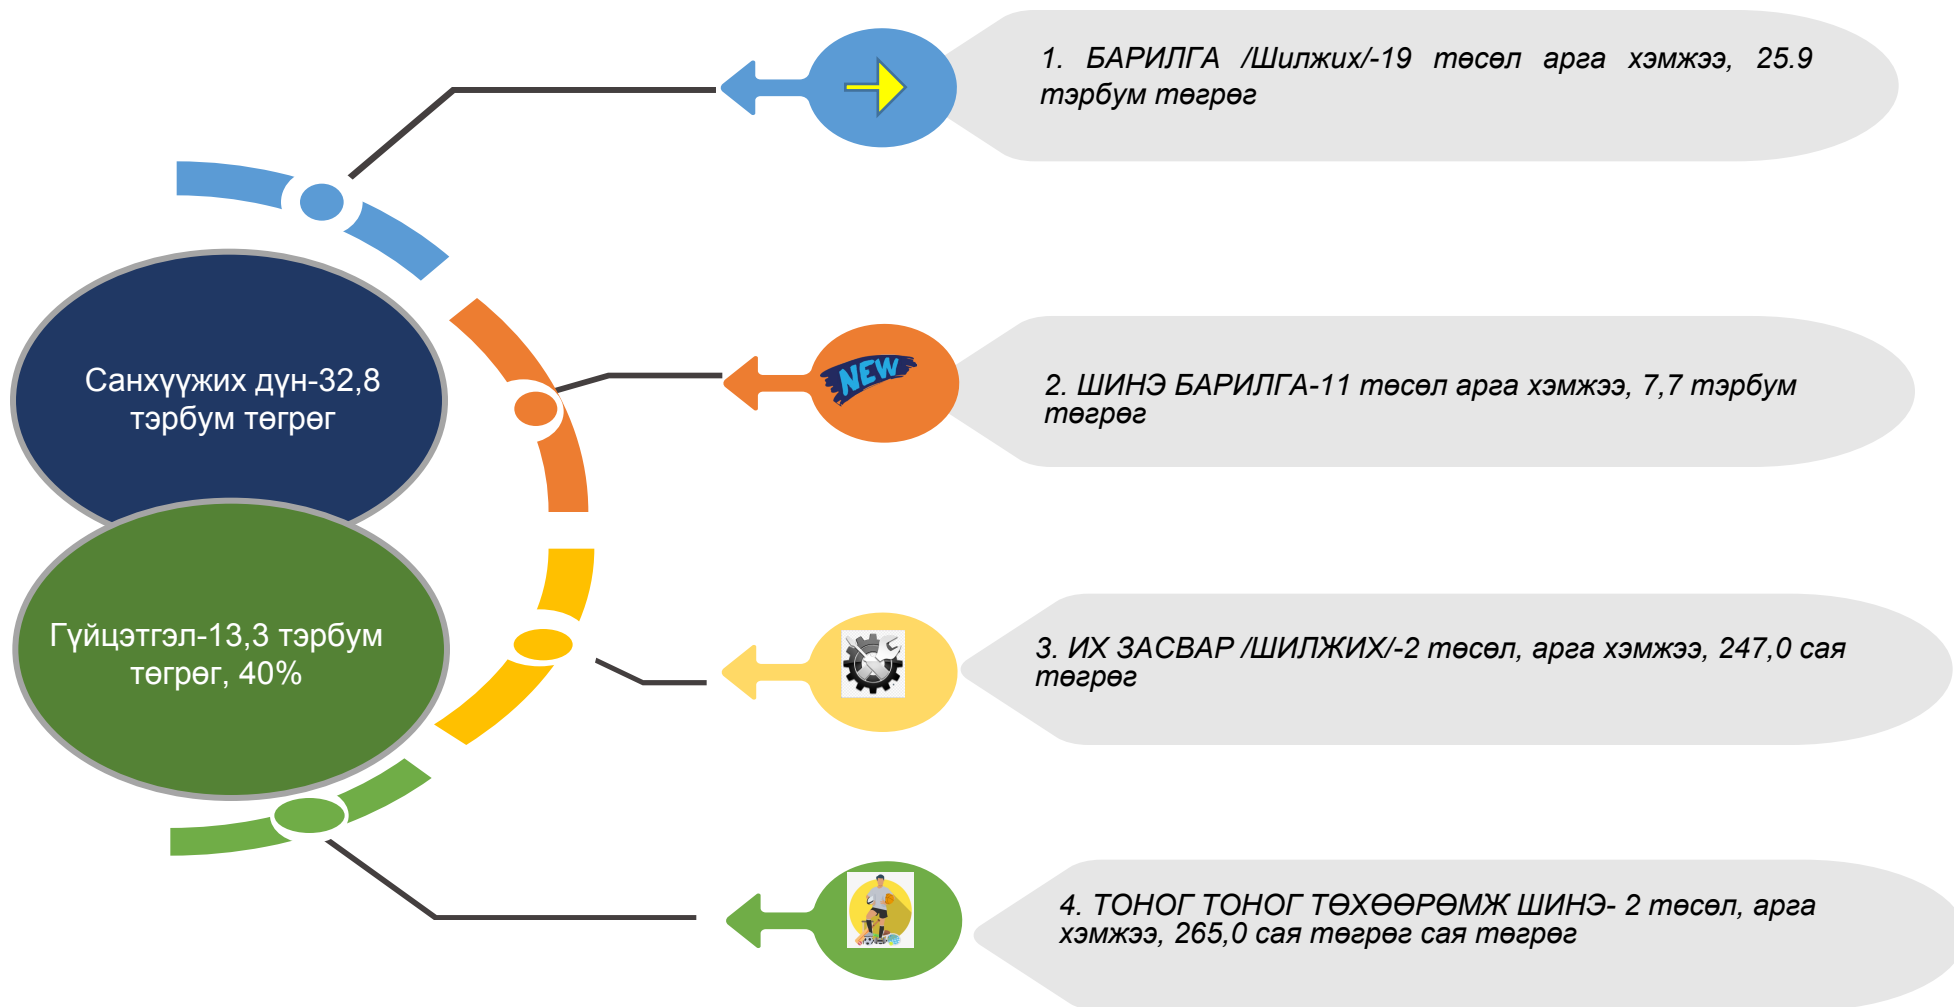 1. БАРИЛГА /Шилжих/-19 төсөл арга хэмжээ, 25.9
тэрбум төгрөг
Санхүүжих дүн-32,8
тэрбум төгрөг
NEW
2. ШИНЭ БАРИЛГА-11 төсөл арга хэмжээ, 7,7 тэрбум
төгрөг
Гүйцэтгэл-13,3 тэрбум
төгрөг, 40%
3. ИХ ЗАСВАР /ШИЛЖИХ/-2 төсөл, арга хэмжээ, 247,0 сая
төгрөг
4. ТОНОГ ТОНОГ ТӨХӨӨРӨМЖ ШИНЭ- 2 төсөл, арга
хэмжээ, 265,0 сая төгрөг сая төгрөг